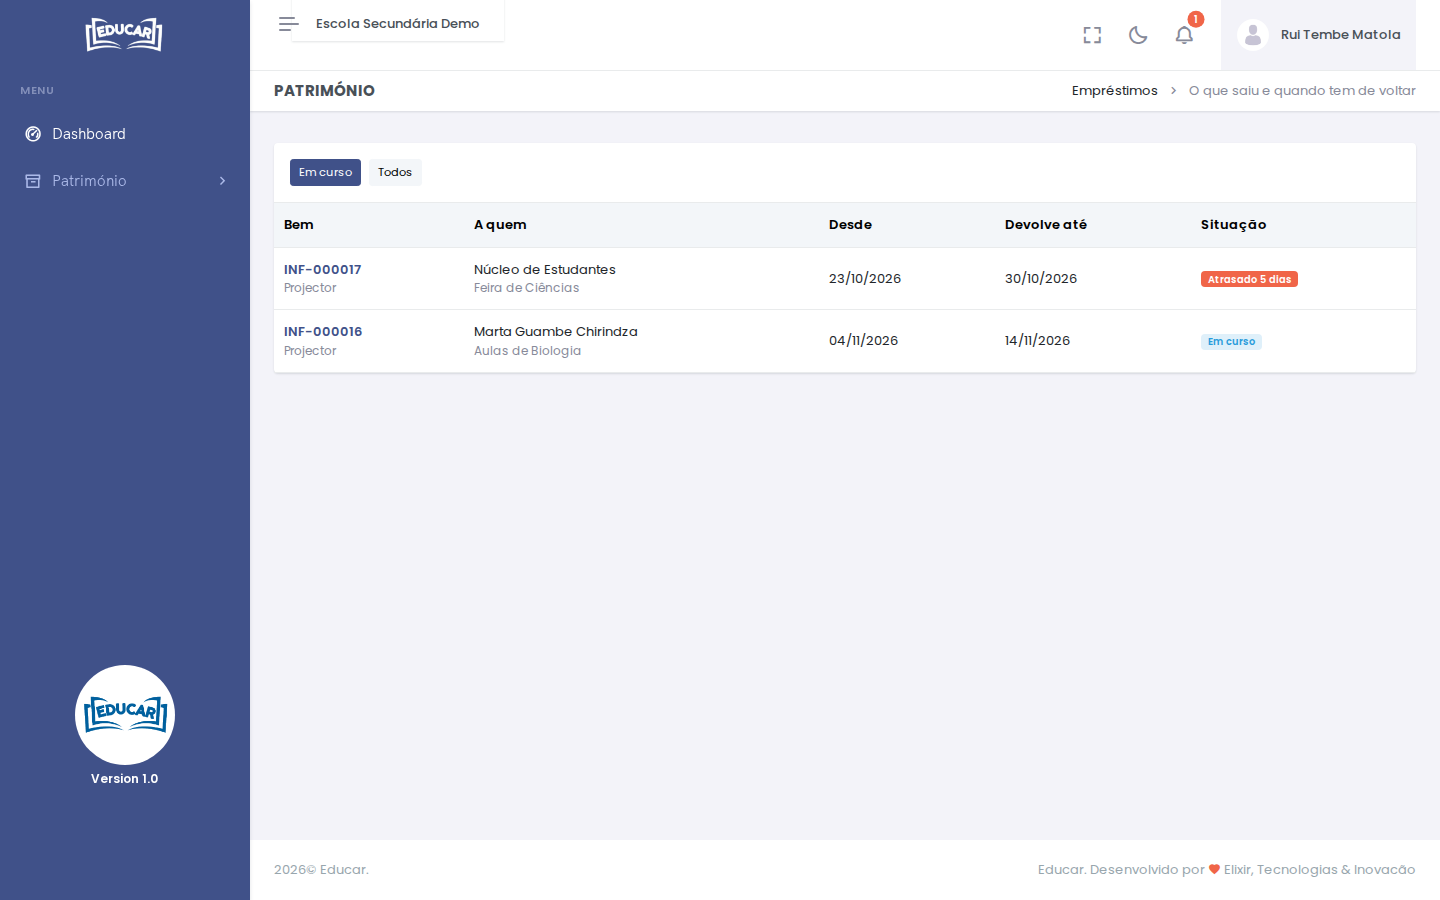 EDUCAR
MENU
Dashboard
Património
EDUCAR
Version 1.0
Escola Secundária Demo
1
Rui Tembe Matola
PATRIMÓNIO
Empréstimos > O que saiu e quando tem de voltar
Em curso Todos
Bem A quem Desde Devolve até Situação
INF-000017 Núcleo de Estudantes 23/10/2026 30/10/2026 Atrasado 5 dias
Projector Feira de Ciências
INF-000016 Marta Guambe Chirindza 04/11/2026 14/11/2026 Em curso
Projector Aulas de Biologia
2026© Educar.
Educar. Desenvolvido por ❤ Elixir, Tecnologias & Inovacão